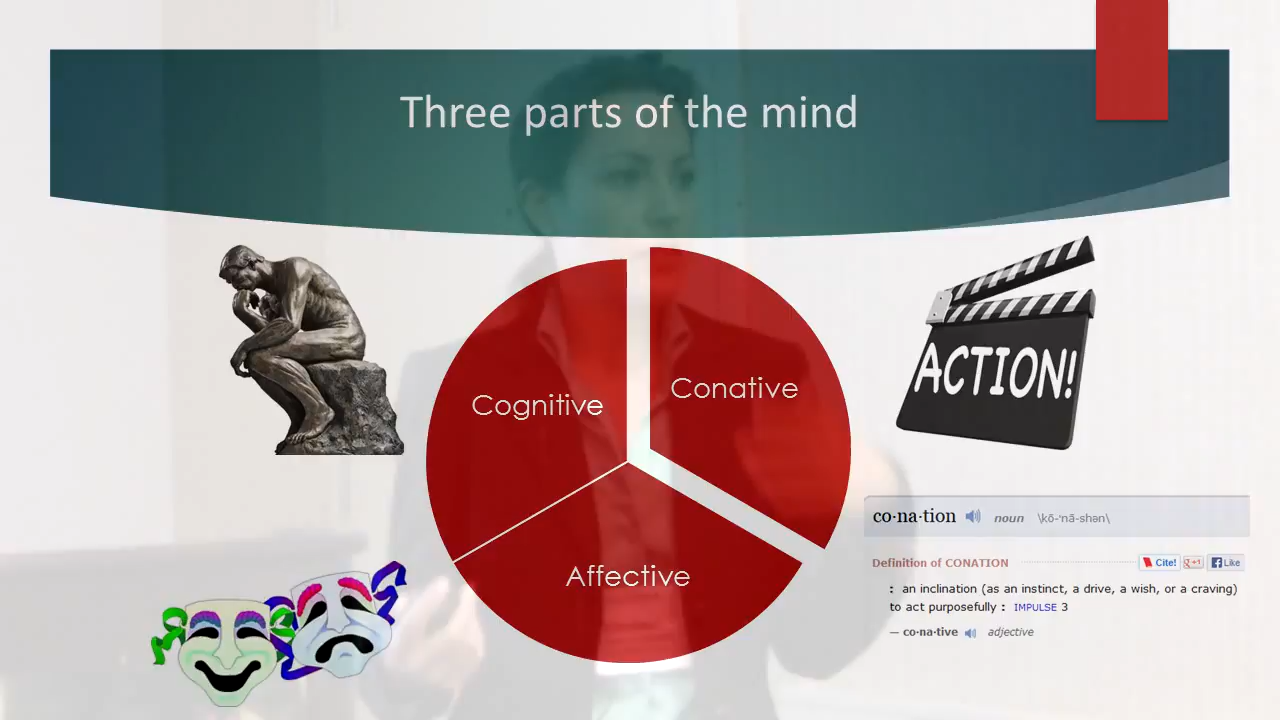 Three parts of the mind
Cognitive
Conative
Affective
ACTION!
co·na·tion noun \kō-ˈnā-shən\
Definition of CONATION Cite! g +1 f Like
: an inclination (as an instinct, a drive, a wish, or a craving)
to act purposefully : IMPULSE 3
— co·na·tive adjective